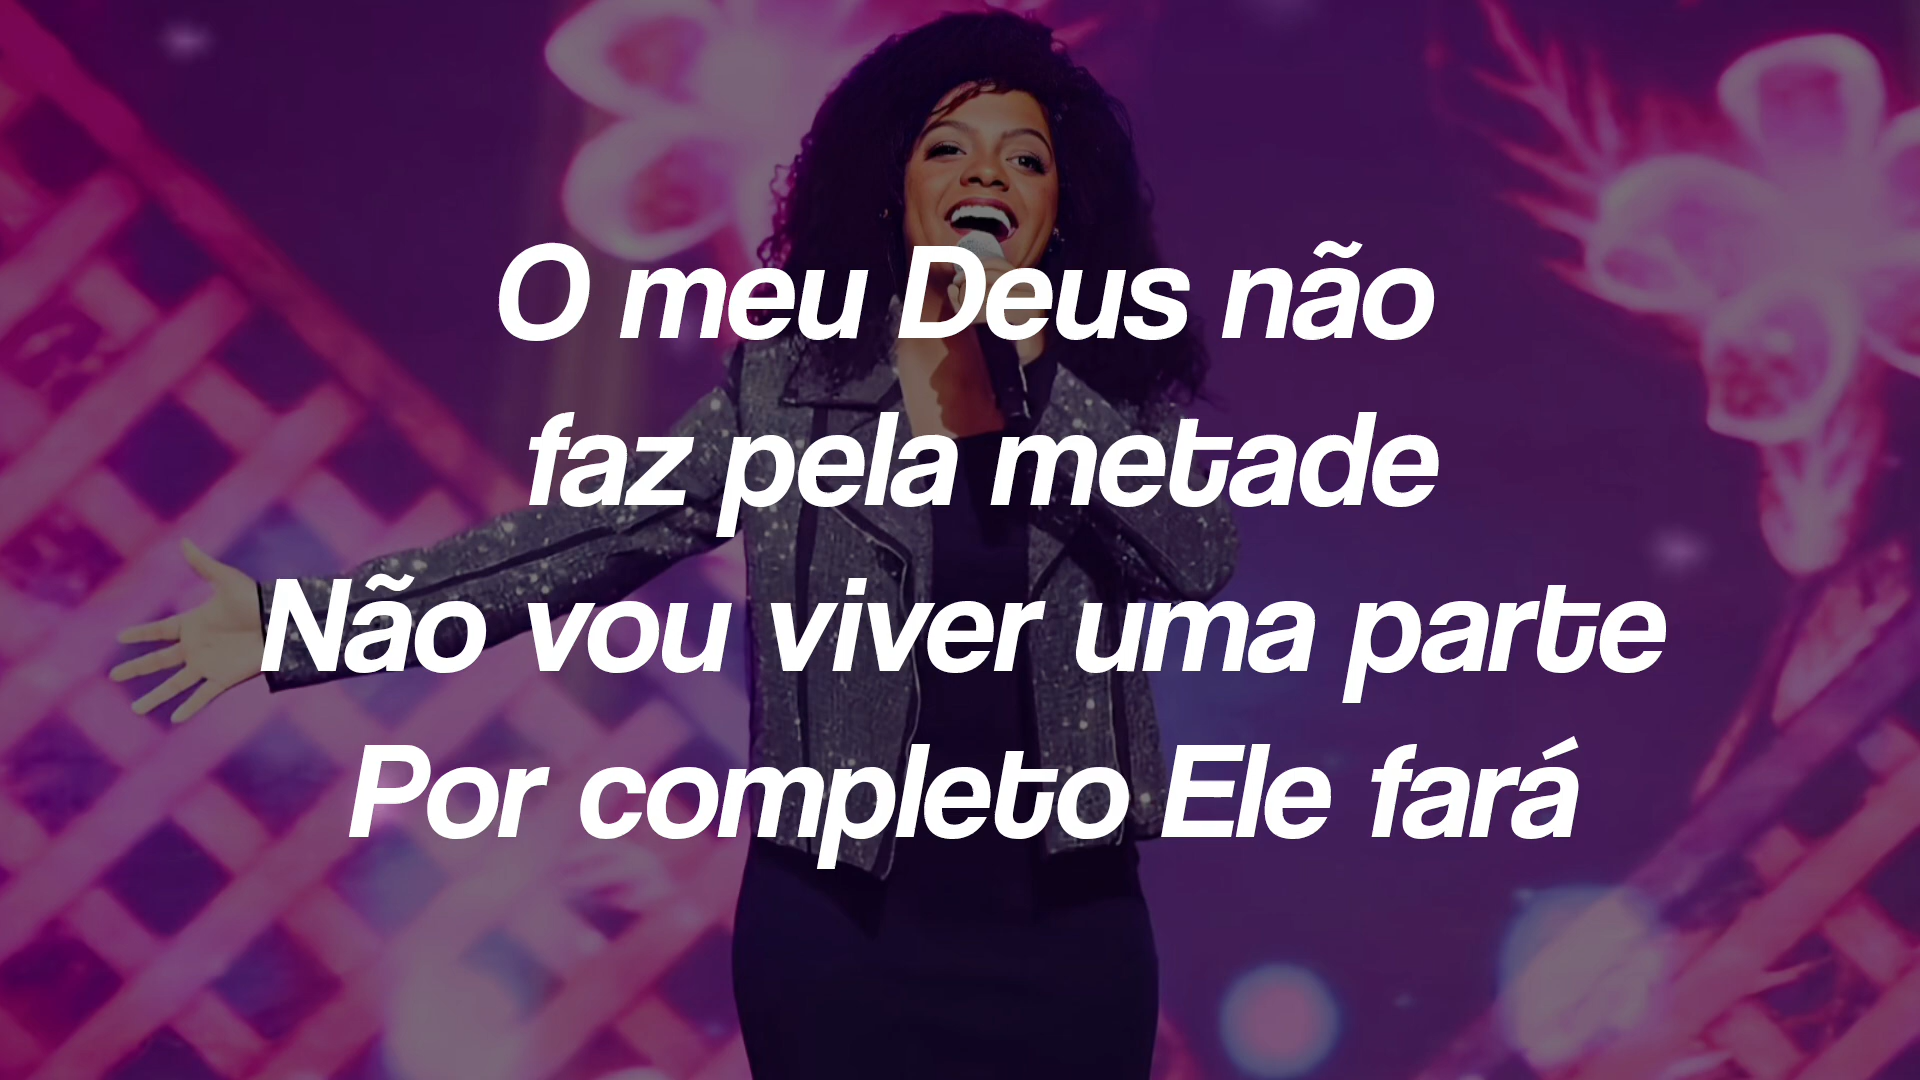 O meu Deus não
faz pela metade
Não vou viver uma parte
Por completo Ele fará